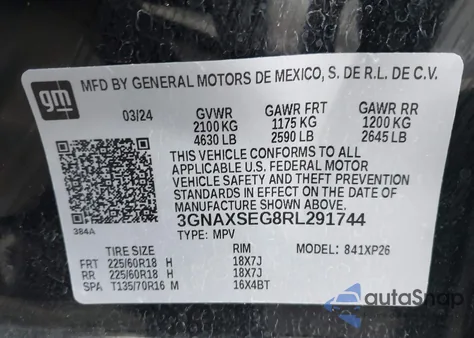 gm
MFD BY GENERAL MOTORS DE MEXICO, S. DE R.L. DE C.V.
03/24 GVWR GAWR FRT GAWR RR
2100 KG 1175 KG 1200 KG
4630 LB 2590 LB 2645 LB
THIS VEHICLE CONFORMS TO ALL
APPLICABLE U.S. FEDERAL MOTOR
VEHICLE SAFETY AND THEFT PREVENTION
STANDARDS IN EFFECT ON THE DATE OF
MANUFACTURE SHOWN ABOVE.
3GNAXSEG8RL291744
384A TYPE: MPV
TIRE SIZE RIM MODEL: 841XP26
FRT 225/60R18 H 18X7J
RR 225/60R18 H 18X7J
SPA T135/70R16 M 16X4BT
autoSnap